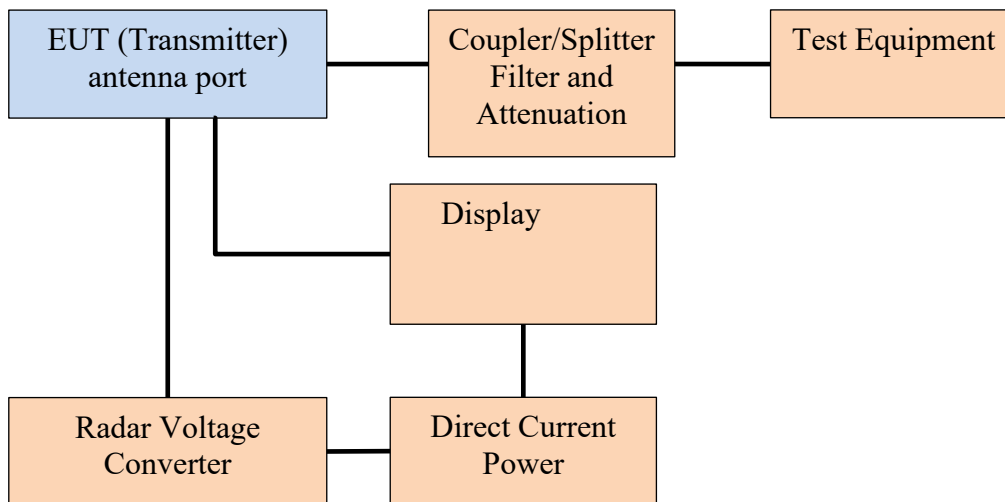 EUT (Transmitter)
antenna port
Coupler/Splitter
Filter and
Attenuation
Test Equipment
Display
Radar Voltage
Converter
Direct Current
Power